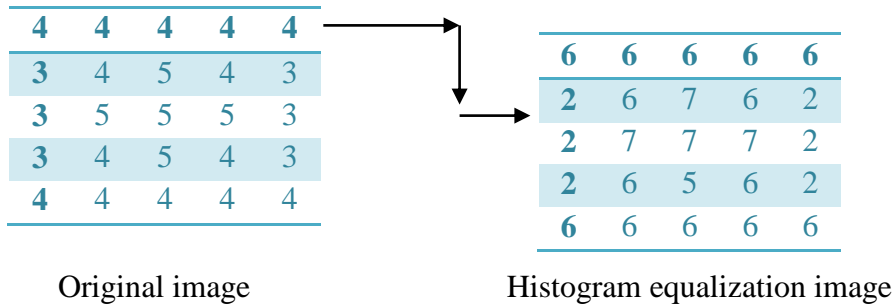 4 4 4 4 4
3 4 5 4 3
3 5 5 5 3
3 4 5 4 3
4 4 4 4 4
Original image
6 6 6 6 6
2 6 7 6 2
2 7 7 7 2
2 6 5 6 2
6 6 6 6 6
Histogram equalization image